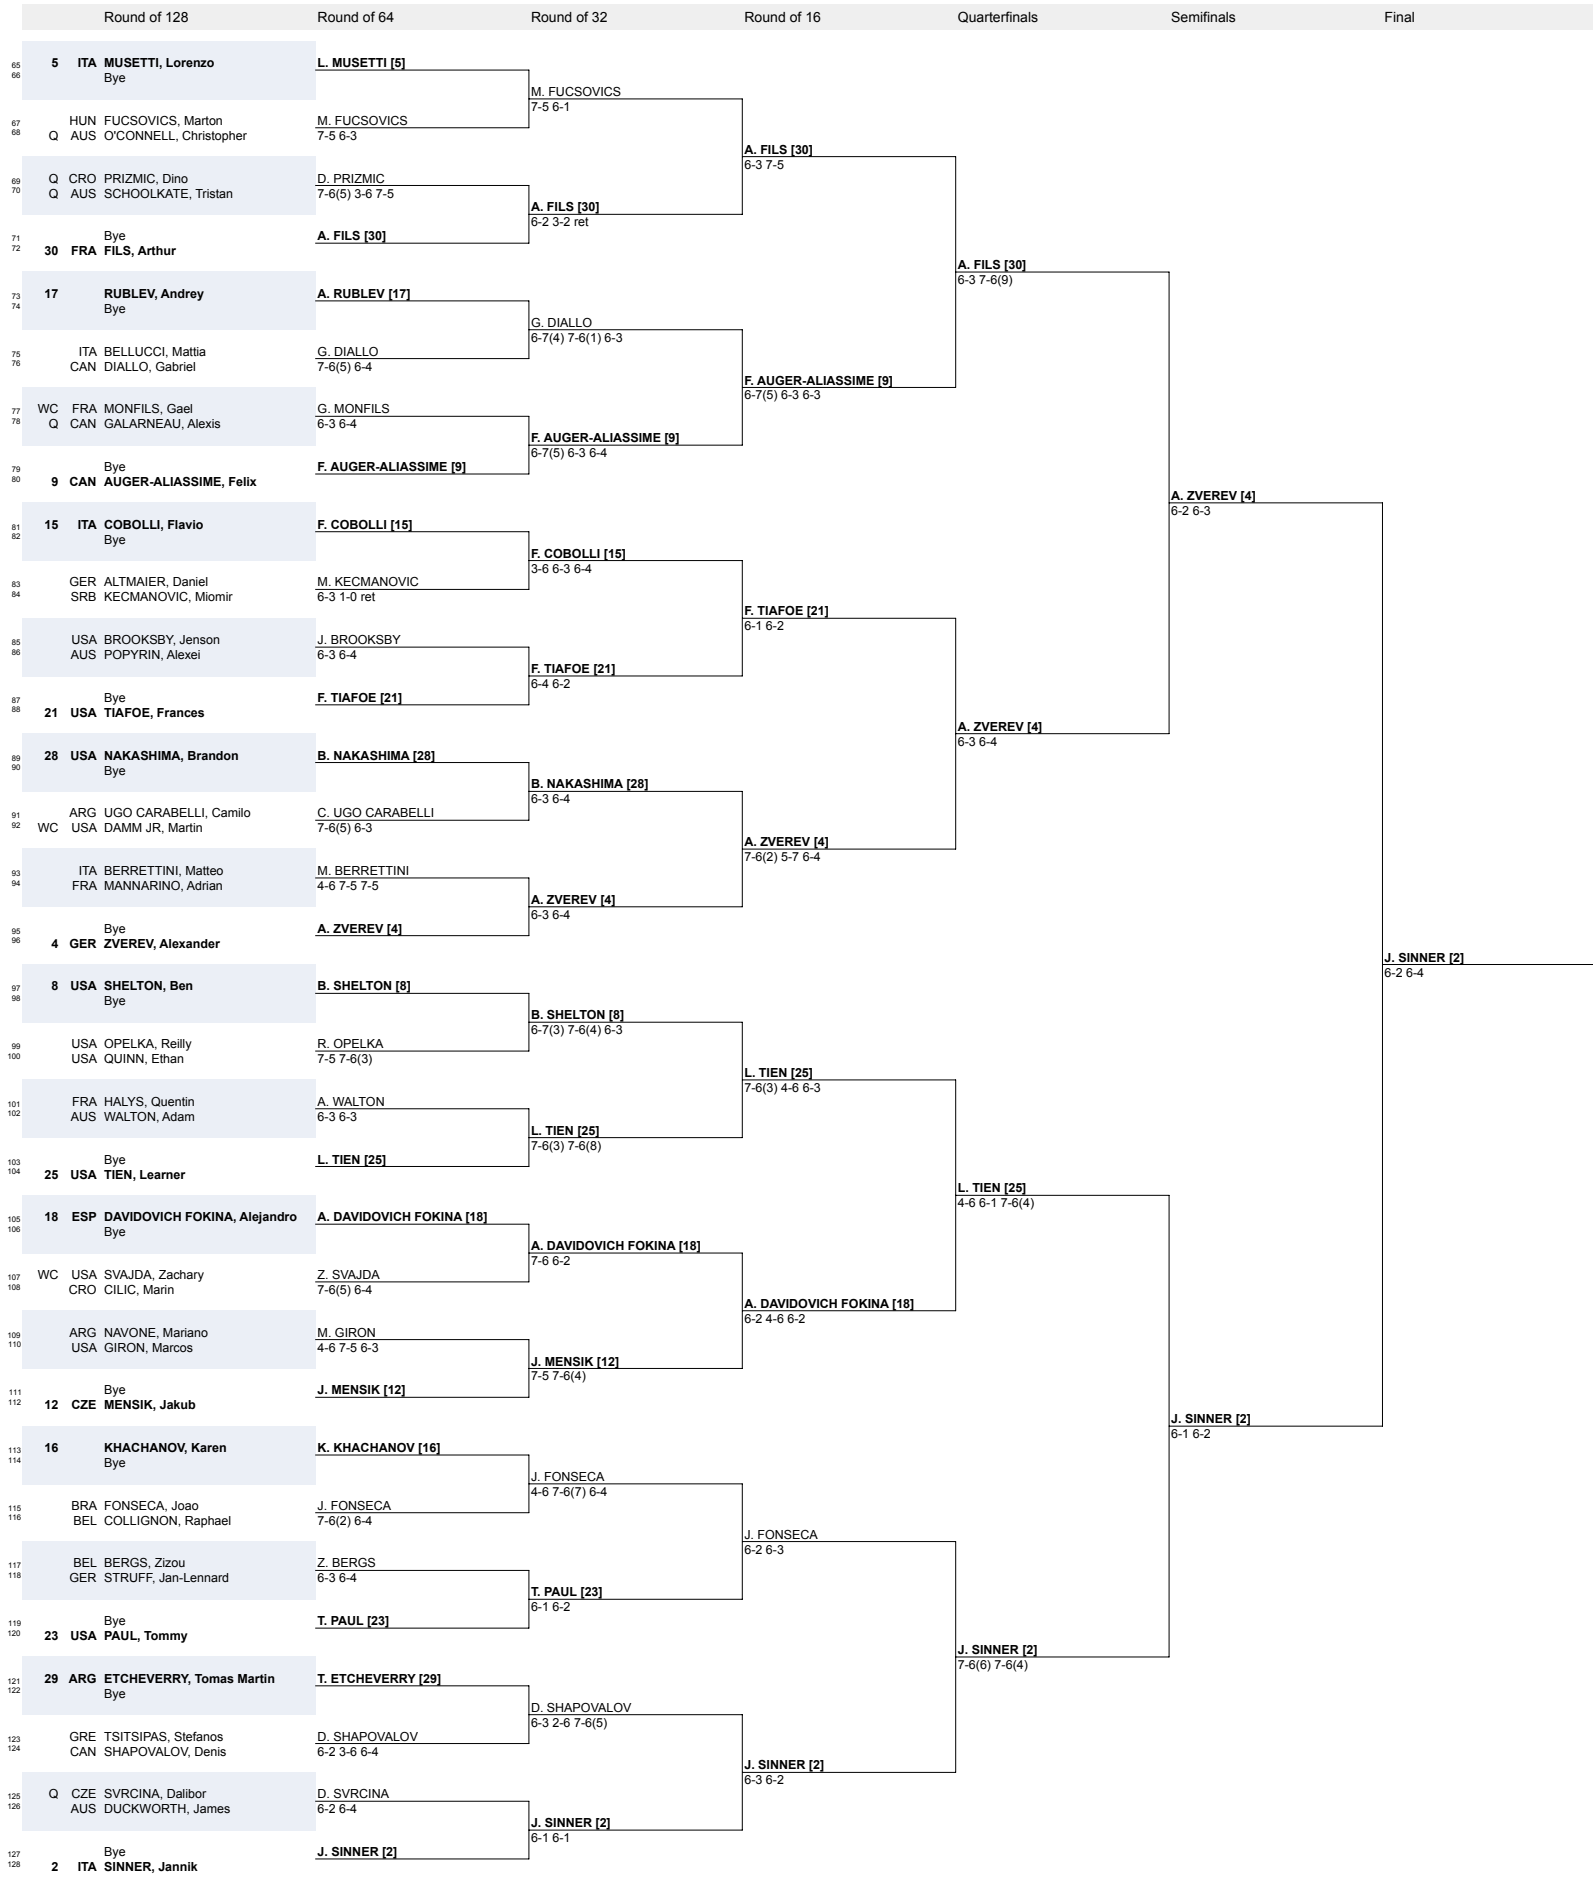 Round of 128 Round of 64 Round of 32 Round of 16 Quarterfinals Semifinals Final
65 5 ITA MUSETTI, Lorenzo L. MUSETTI [5]
66 Bye
M. FUCSOVICS
7-5 6-1
67 HUN FUCSOVICS, Marton M. FUCSOVICS
68 Q AUS O'CONNELL, Christopher 7-5 6-3
A. FILS [30]
6-3 7-5
69 Q CRO PRIZMIC, Dino D. PRIZMIC
70 Q AUS SCHOOLKATE, Tristan 7-6(5) 3-6 7-5
A. FILS [30]
6-2 3-2 ret
71 Bye A. FILS [30]
72 30 FRA FILS, Arthur
A. FILS [30]
6-3 7-6(9)
73 17 RUBLEV, Andrey A. RUBLEV [17]
74 Bye
G. DIALLO
6-7(4) 7-6(1) 6-3
75 ITA BELLUCCI, Mattia G. DIALLO
76 CAN DIALLO, Gabriel 7-6(5) 6-4
F. AUGER-ALIASSIME [9]
6-7(5) 6-3 6-3
77 WC FRA MONFILS, Gael G. MONFILS
78 Q CAN GALARNEAU, Alexis 6-3 6-4
F. AUGER-ALIASSIME [9]
6-7(5) 6-3 6-4
79 Bye F. AUGER-ALIASSIME [9]
80 9 CAN AUGER-ALIASSIME, Felix
A. ZVEREV [4]
6-2 6-3
81 15 ITA COBOLLI, Flavio F. COBOLLI [15]
82 Bye
F. COBOLLI [15]
3-6 6-3 6-4
83 GER ALTMAIER, Daniel M. KECMANOVIC
84 SRB KECMANOVIC, Miomir 6-3 1-0 ret
F. TIAFOE [21]
6-1 6-2
85 USA BROOKSBY, Jenson J. BROOKSBY
86 AUS POPYRIN, Alexei 6-3 6-4
F. TIAFOE [21]
6-4 6-2
87 Bye F. TIAFOE [21]
88 21 USA TIAFOE, Frances
A. ZVEREV [4]
6-3 6-4
89 28 USA NAKASHIMA, Brandon B. NAKASHIMA [28]
90 Bye
B. NAKASHIMA [28]
6-3 6-4
91 ARG UGO CARABELLI, Camilo C. UGO CARABELLI
92 WC USA DAMM JR, Martin 7-6(5) 6-3
A. ZVEREV [4]
7-6(2) 5-7 6-4
93 ITA BERRETTINI, Matteo M. BERRETTINI
94 FRA MANNARINO, Adrian 4-6 7-5 7-5
A. ZVEREV [4]
6-3 6-4
95 Bye A. ZVEREV [4]
96 4 GER ZVEREV, Alexander
J. SINNER [2]
6-2 6-4
97 8 USA SHELTON, Ben B. SHELTON [8]
98 Bye
B. SHELTON [8]
6-7(3) 7-6(4) 6-3
99 USA OPELKA, Reilly R. OPELKA
100 USA QUINN, Ethan 7-5 7-6(3)
L. TIEN [25]
7-6(3) 4-6 6-3
101 FRA HALYS, Quentin A. WALTON
102 AUS WALTON, Adam 6-3 6-3
L. TIEN [25]
7-6(3) 7-6(8)
103 Bye L. TIEN [25]
104 25 USA TIEN, Learner
L. TIEN [25]
4-6 6-1 7-6(4)
105 18 ESP DAVIDOVICH FOKINA, Alejandro A. DAVIDOVICH FOKINA [18]
106 Bye
A. DAVIDOVICH FOKINA [18]
7-6 6-2
107 WC USA SVAJDA, Zachary Z. SVAJDA
108 CRO CILIC, Marin 7-6(5) 6-4
A. DAVIDOVICH FOKINA [18]
6-2 4-6 6-2
109 ARG NAVONE, Mariano M. GIRON
110 USA GIRON, Marcos 4-6 7-5 6-3
J. MENSIK [12]
7-5 7-6(4)
111 Bye J. MENSIK [12]
112 12 CZE MENSIK, Jakub
J. SINNER [2]
6-1 6-2
113 16 KHACHANOV, Karen K. KHACHANOV [16]
114 Bye
J. FONSECA
4-6 7-6(7) 6-4
115 BRA FONSECA, Joao J. FONSECA
116 BEL COLLIGNON, Raphael 7-6(2) 6-4
J. FONSECA
6-2 6-3
117 BEL BERGS, Zizou Z. BERGS
118 GER STRUFF, Jan-Lennard 6-3 6-4
T. PAUL [23]
6-1 6-2
119 Bye T. PAUL [23]
120 23 USA PAUL, Tommy
J. SINNER [2]
7-6(6) 7-6(4)
121 29 ARG ETCHEVERRY, Tomas Martin T. ETCHEVERRY [29]
122 Bye
D. SHAPOVALOV
6-3 2-6 7-6(5)
123 GRE TSITSIPAS, Stefanos D. SHAPOVALOV
124 CAN SHAPOVALOV, Denis 6-2 3-6 6-4
J. SINNER [2]
6-3 6-2
125 Q CZE SVRCINA, Dalibor D. SVRCINA
126 AUS DUCKWORTH, James 6-2 6-4
J. SINNER [2]
6-1 6-1
127 Bye J. SINNER [2]
128 2 ITA SINNER, Jannik